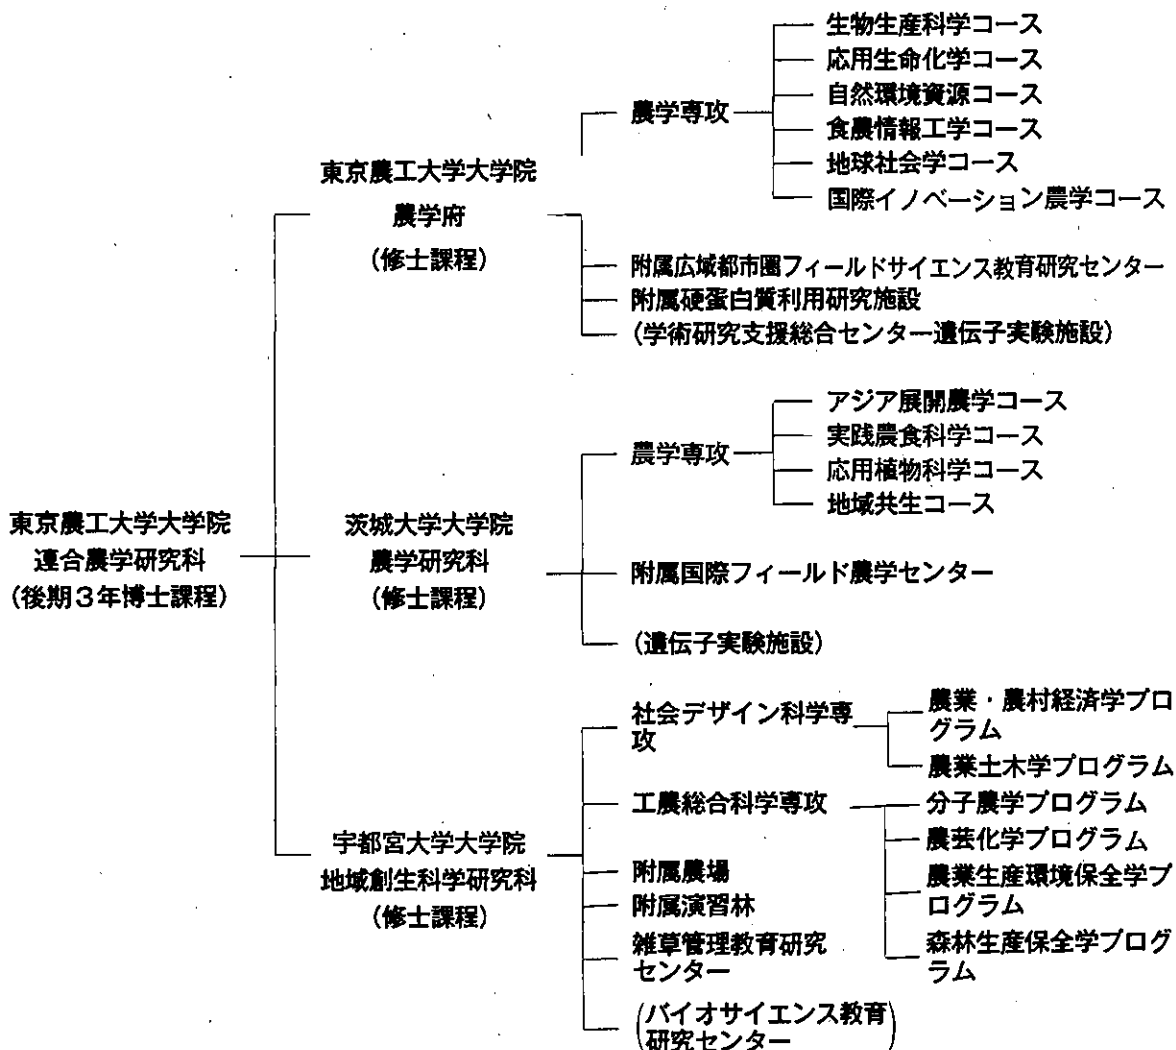 生物生産科学コース
応用生命化学コース
自然環境資源コース
食農情報工学コース
地球社会学コース
国際イノベーション農学コース
農学専攻
東京農工大学大学院
農学府
(修士課程)
附属広域都市圏フィールドサイエンス教育研究センター
附属硬蛋白質利用研究施設
(学術研究支援総合センター遺伝子実験施設)
アジア展開農学コース
実践農食科学コース
応用植物科学コース
地域共生コース
農学専攻
東京農工大学大学院
連合農学研究科
(後期3年博士課程)
茨城大学大学院
農学研究科
(修士課程)
附属国際フィールド農学センター
(遺伝子実験施設)
社会デザイン科学専
攻
農業・農村経済学プロ
グラム
農業土木学プログラム
工農総合科学専攻
分子農学プログラム
農芸化学プログラム
農業生産環境保全学プ
ログラム
森林生産保全学プログ
ラム
宇都宮大学大学院
地域創生科学研究科
(修士課程)
附属農場
附属演習林
雑草管理教育研究
センター
(バイオサイエンス教育
研究センター)